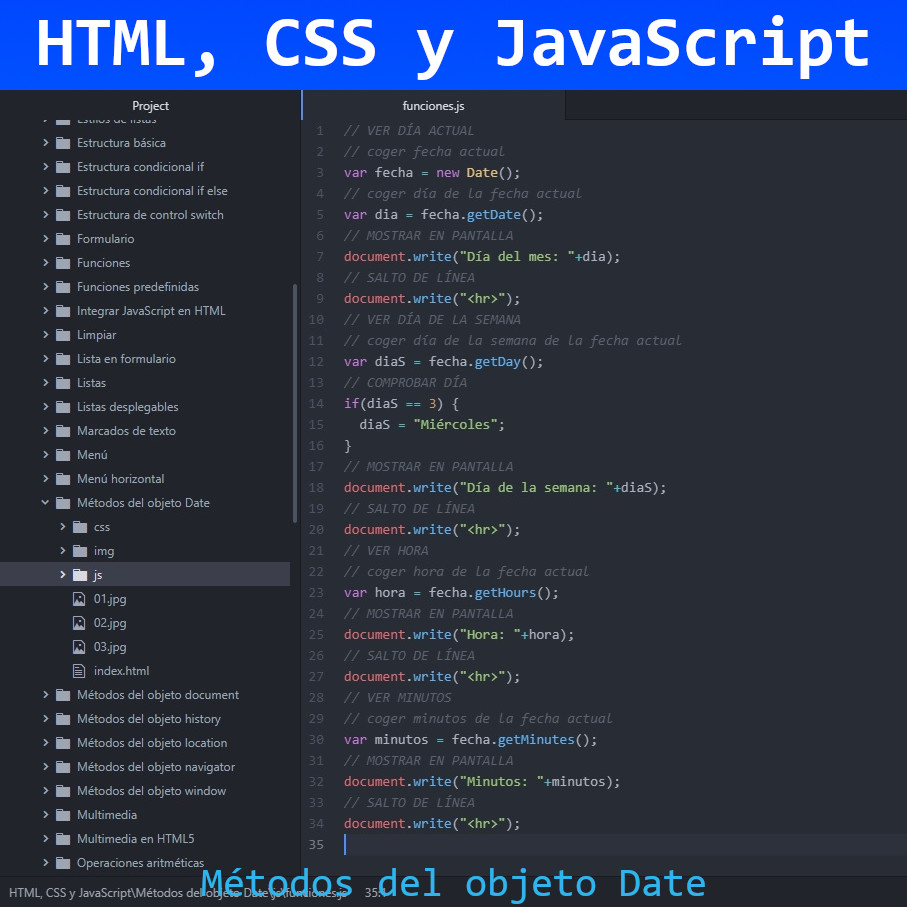 HTML, CSS y JavaScript
Project
Estilos de listas
Estructura básica
Estructura condicional if
Estructura condicional if else
Estructura de control switch
Formulario
Funciones
Funciones predefinidas
Integrar JavaScript en HTML
Limpiar
Lista en formulario
Listas
Listas desplegables
Marcados de texto
Menú
Menú horizontal
Métodos del objeto Date
css
img
js
01.jpg
02.jpg
03.jpg
index.html
Métodos del objeto document
Métodos del objeto history
Métodos del objeto location
Métodos del objeto navigator
Métodos del objeto window
Multimedia
Multimedia en HTML5
Operaciones aritméticas
funciones.js
1 // VER DÍA ACTUAL
2 // coger fecha actual
3 var fecha = new Date();
4 // coger día de la fecha actual
5 var dia = fecha.getDate();
6 // MOSTRAR EN PANTALLA
7 document.write("Día del mes: "+dia);
8 // SALTO DE LÍNEA
9 document.write("<hr>");
10 // VER DÍA DE LA SEMANA
11 // coger día de la semana de la fecha actual
12 var diaS = fecha.getDay();
13 // COMPROBAR DÍA
14 if(diaS == 3) {
15 diaS = "Miércoles";
16 }
17 // MOSTRAR EN PANTALLA
18 document.write("Día de la semana: "+diaS);
19 // SALTO DE LÍNEA
20 document.write("<hr>");
21 // VER HORA
22 // coger hora de la fecha actual
23 var hora = fecha.getHours();
24 // MOSTRAR EN PANTALLA
25 document.write("Hora: "+hora);
26 // SALTO DE LÍNEA
27 document.write("<hr>");
28 // VER MINUTOS
29 // coger minutos de la fecha actual
30 var minutos = fecha.getMinutes();
31 // MOSTRAR EN PANTALLA
32 document.write("Minutos: "+minutos);
33 // SALTO DE LÍNEA
34 document.write("<hr>");
35
HTML, CSS y JavaScript\Métodos del objeto Date\js\funciones.js 35:1
Métodos del objeto Date